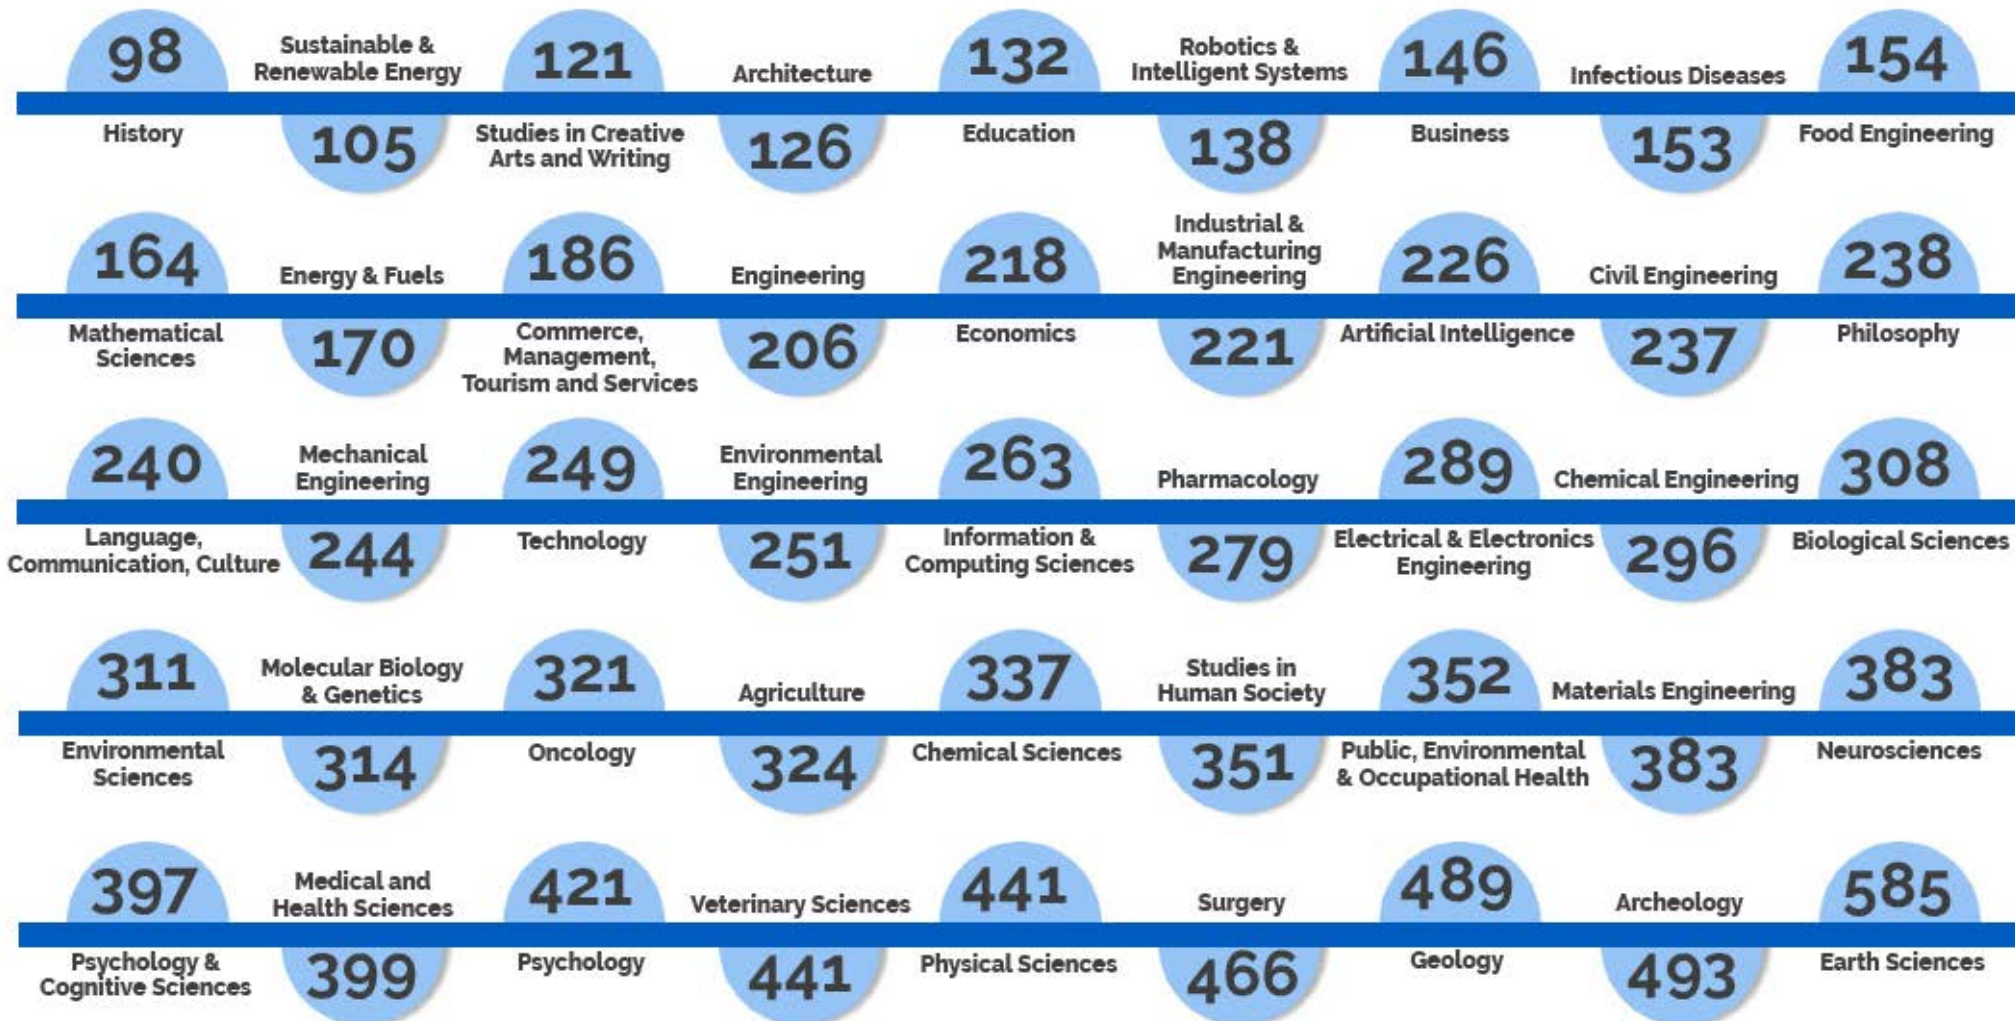 98
History
Sustainable &
Renewable Energy
105
121
Studies in Creative
Arts and Writing
Architecture
126
132
Education
Robotics &
Intelligent Systems
138
146
Business
Infectious Diseases
153
154
Food Engineering
164
Mathematical
Sciences
Energy & Fuels
170
186
Commerce,
Management,
Tourism and Services
Engineering
206
218
Economics
Industrial &
Manufacturing
Engineering
221
226
Artificial Intelligence
Civil Engineering
237
238
Philosophy
240
Language,
Communication, Culture
Mechanical
Engineering
244
249
Technology
Environmental
Engineering
251
263
Information &
Computing Sciences
Pharmacology
279
289
Electrical & Electronics
Engineering
Chemical Engineering
296
308
Biological Sciences
311
Environmental
Sciences
Molecular Biology
& Genetics
314
321
Oncology
Agriculture
324
337
Chemical Sciences
Studies in
Human Society
351
352
Public, Environmental
& Occupational Health
Materials Engineering
383
383
Neurosciences
397
Psychology &
Cognitive Sciences
Medical and
Health Sciences
399
421
Psychology
Veterinary Sciences
441
441
Physical Sciences
Surgery
466
489
Geology
Archeology
493
585
Earth Sciences